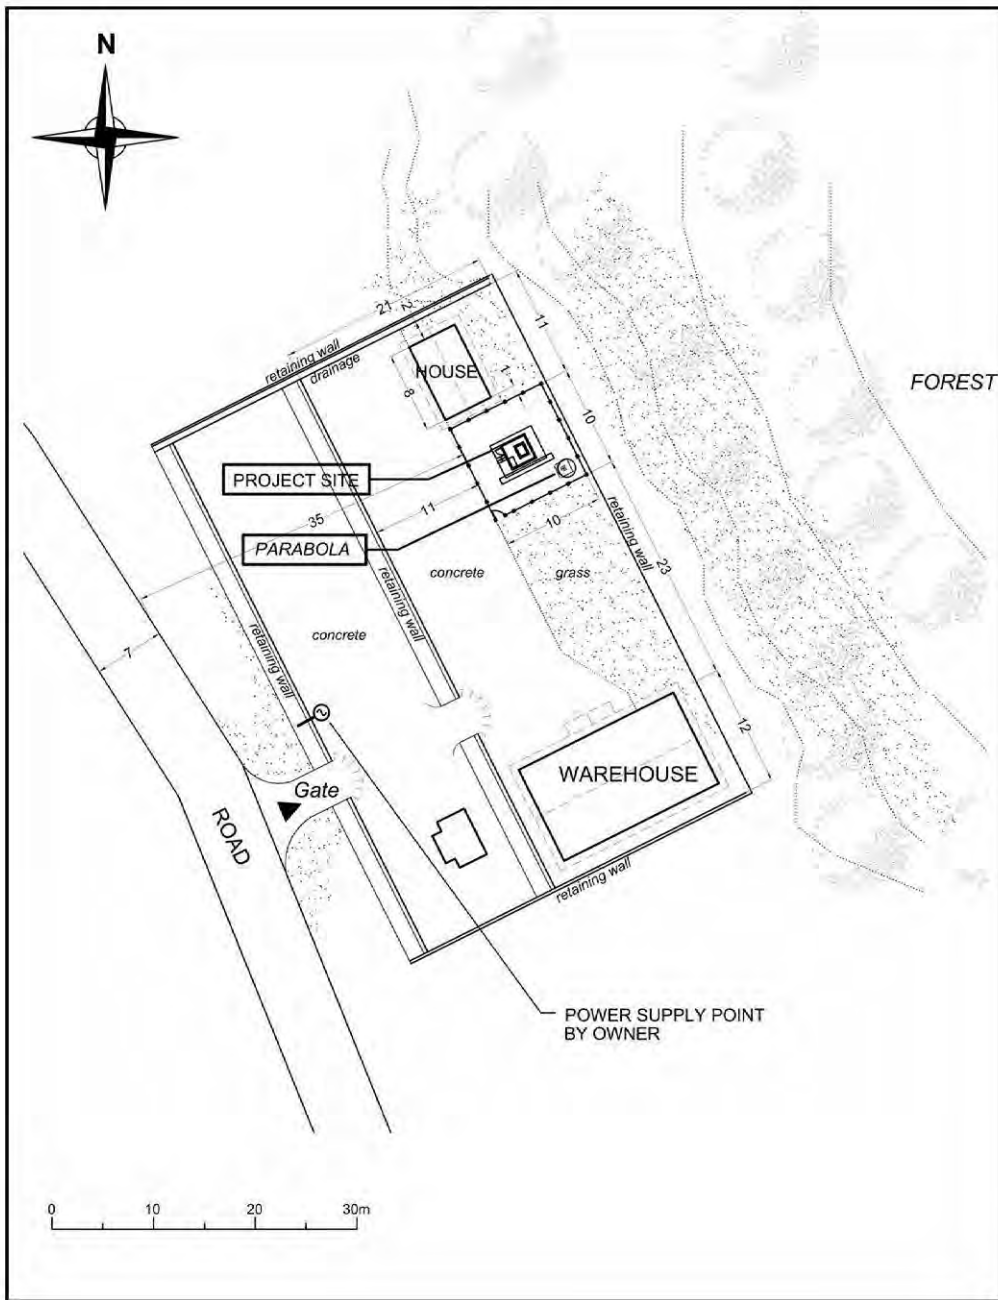 N
FOREST
21
2
11
retaining wall
drainage
HOUSE
8
1
10
PROJECT SITE
35
11
PARABOLA
10
retaining wall
concrete
grass
23
retaining wall
concrete
retaining wall
7
12
WAREHOUSE
Gate
ROAD
retaining wall
POWER SUPPLY POINT
BY OWNER
0 10 20 30m